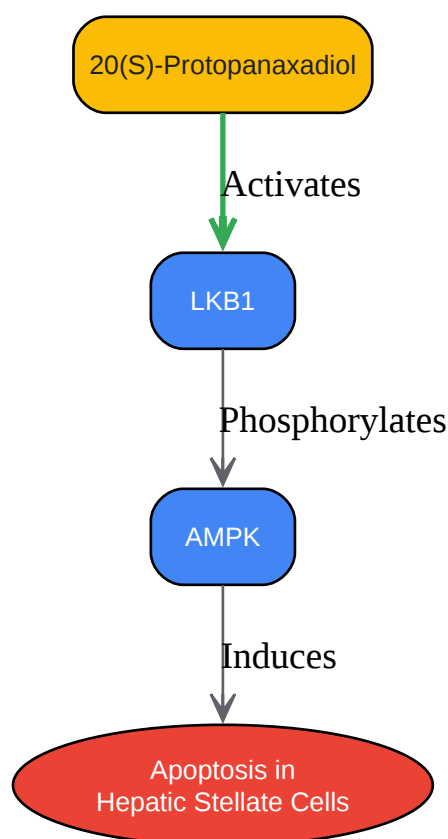 20(S)-Protopanaxadiol
Activates
LKB1
Phosphorylates
AMPK
Induces
Apoptosis in
Hepatic Stellate Cells